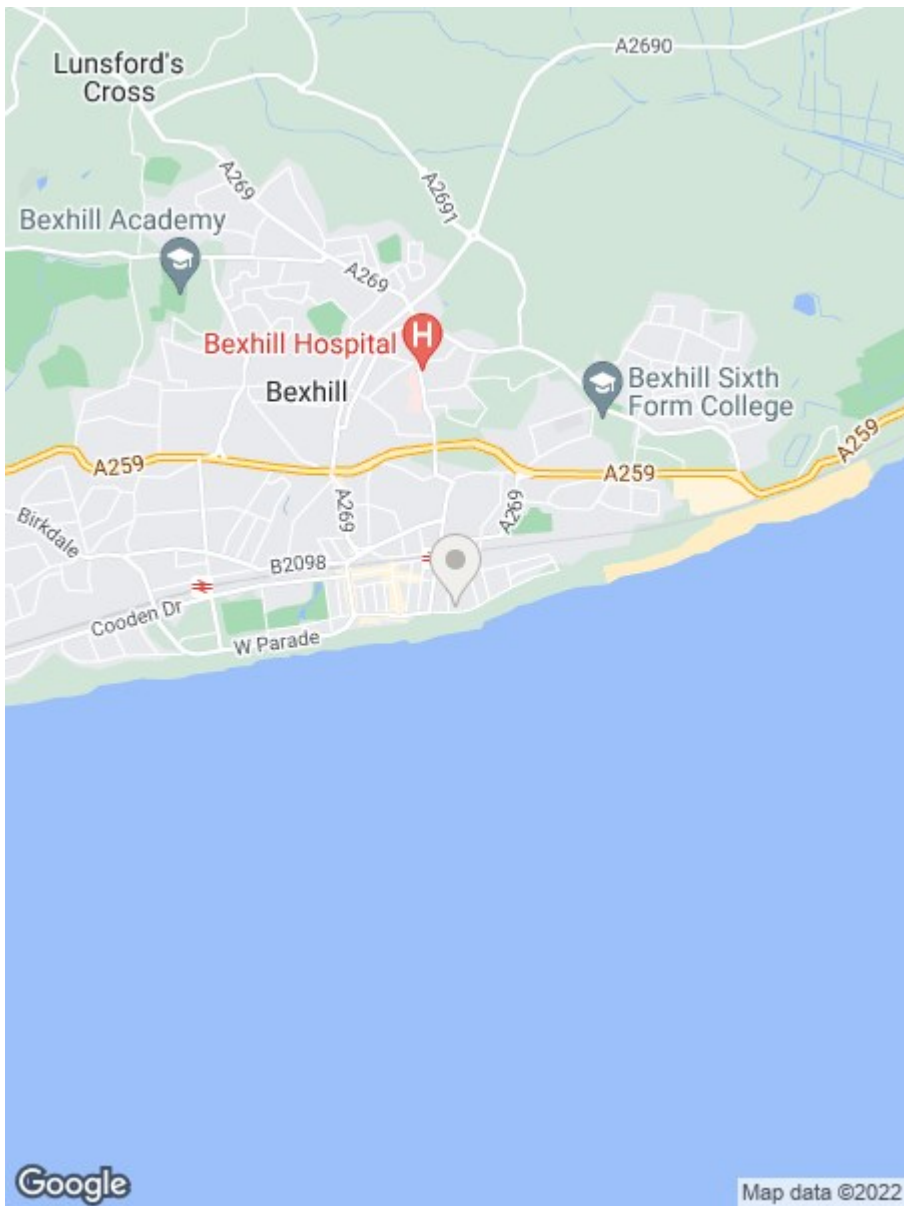 A2690
Lunsford's
Cross
A269
A2691
Bexhill Academy
A269
H
Bexhill Hospital
Bexhill
Bexhill Sixth
Form College
A259
A259
A259
A269
A269
Birkdale
B2098
Cooden Dr
W Parade
Google
Map data ©2022